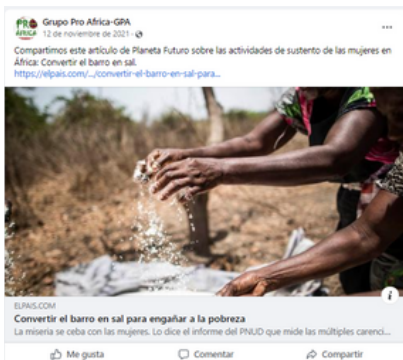 PRO
ÁFRICA
Grupo Pro Africa-GPA
12 de noviembre de 2021 ·
Compartimos este artículo de Planeta Futuro sobre las actividades de sustento de las mujeres en
África: Convertir el barro en sal.
https://elpais.com/.../convertir-el-barro-en-sal-para...
ELPAIS.COM
Convertir el barro en sal para engañar a la pobreza
La miseria se ceba con las mujeres. Lo dice el informe del PNUD que mide las múltiples carenci...
Me gusta
Comentar
Compartir